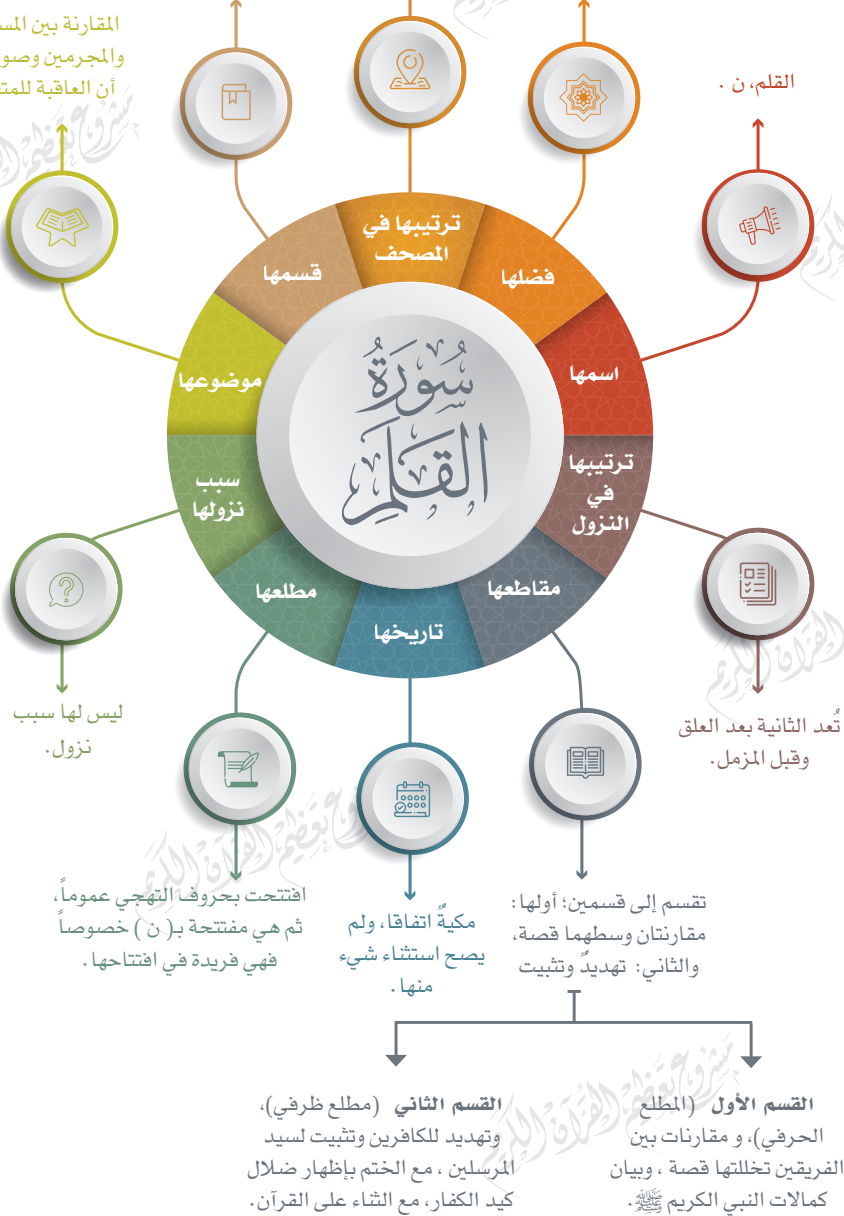 المقارنة بين
أن العاقبة
القلم، ن .
ترتيبها في
المصحف
فضلها
قسمها
اسمها
موضوعها
سُورَةُ
القَلَمِ
ترتيبها
في
النزول
سبب
نزولها
مقاطعها
مطلعها
تاريخها
ليس لها سبب
نزول.
تُعد الثانية بعد العلق
وقبل المزمل.
تقسم إلى قسمين؛ أولها:
مقارنتان وسطهما قصة،
والثاني: تهديدٌ وتثبيت
مكيةٌ اتفاقا، ولم
يصح استثناء شيء
منها.
افتتحت بحروف التهجي عموماً،
ثم هي مفتتحة بـ( ن ) خصوصاً
فهي فريدة في افتتاحها.
القسم الأول (المطلع
الحرفي)، و مقارنات بين
الفريقين تخللتها قصة ، وبيان
كمالات النبي الكريم ﷺ.
القسم الثاني (مطلع ظرفي)،
وتهديد للكافرين وتثبيت لسيد
المرسلين ، مع الختم بإظهار ضلال
كيد الكفار، مع الثناء على القرآن.
مشروع تعظيم القرآن الكريم